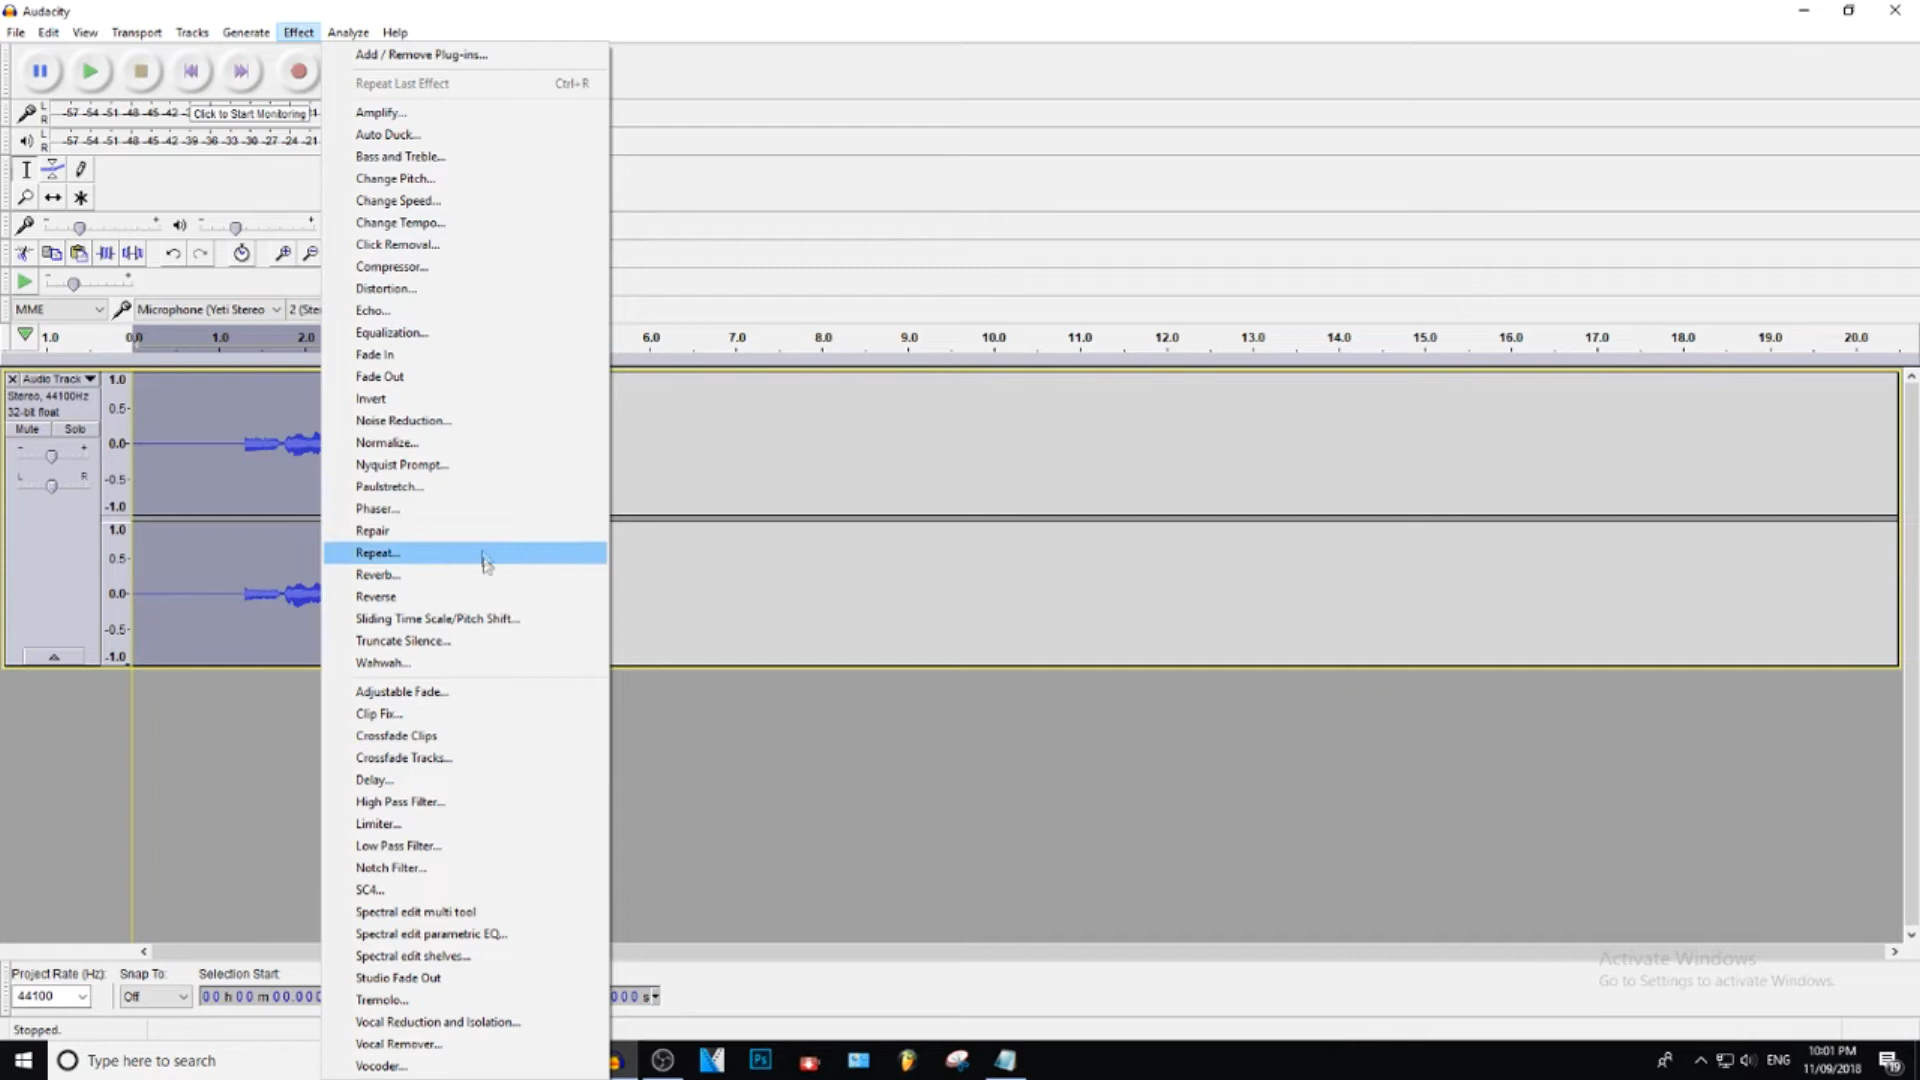 Audacity
File Edit View Transport Tracks Generate Effect Analyze Help
Add / Remove Plug-ins...
Repeat Last Effect Ctrl+R
Amplify...
Auto Duck...
Bass and Treble...
Change Pitch...
Change Speed...
Change Tempo...
Click Removal...
Compressor...
Distortion...
Echo...
Equalization...
Fade In
Fade Out
Invert
Noise Reduction...
Normalize...
Nyquist Prompt...
Paulstretch...
Phaser...
Repair
Repeat...
Reverb...
Reverse
Sliding Time Scale/Pitch Shift...
Truncate Silence...
Wahwah...
Adjustable Fade...
Clip Fix...
Crossfade Clips
Crossfade Tracks...
Delay...
High Pass Filter...
Limiter...
Low Pass Filter...
Notch Filter...
SC4...
Spectral edit multi tool
Spectral edit parametric EQ...
Spectral edit shelves...
Studio Fade Out
Tremolo...
Vocal Reduction and Isolation...
Vocal Remover...
Vocoder...
L
R
-57 -54 -51 -48 -45 -42 Click to Start Monitoring
L
R
-57 -54 -51 -48 -45 -42 -39 -36 -33 -30 -27 -24 -21
MME Microphone (Yeti Stereo 2 (Ste
1.0 0.0 1.0 2.0 6.0 7.0 8.0 9.0 10.0 11.0 12.0 13.0 14.0 15.0 16.0 17.0 18.0 19.0 20.0
Audio Track
Stereo, 44100Hz
32-bit float
Mute Solo
L R
1.0
0.5
0.0
-0.5
-1.0
1.0
0.5
0.0
-0.5
-1.0
Project Rate (Hz): Snap To: Selection Start
44100 Off 00 h 00 m 00.000 000 s
Stopped.
Activate Windows
Go to Settings to activate Windows.
Type here to search
Ps
ENG
10:01 PM
11/09/2018
19